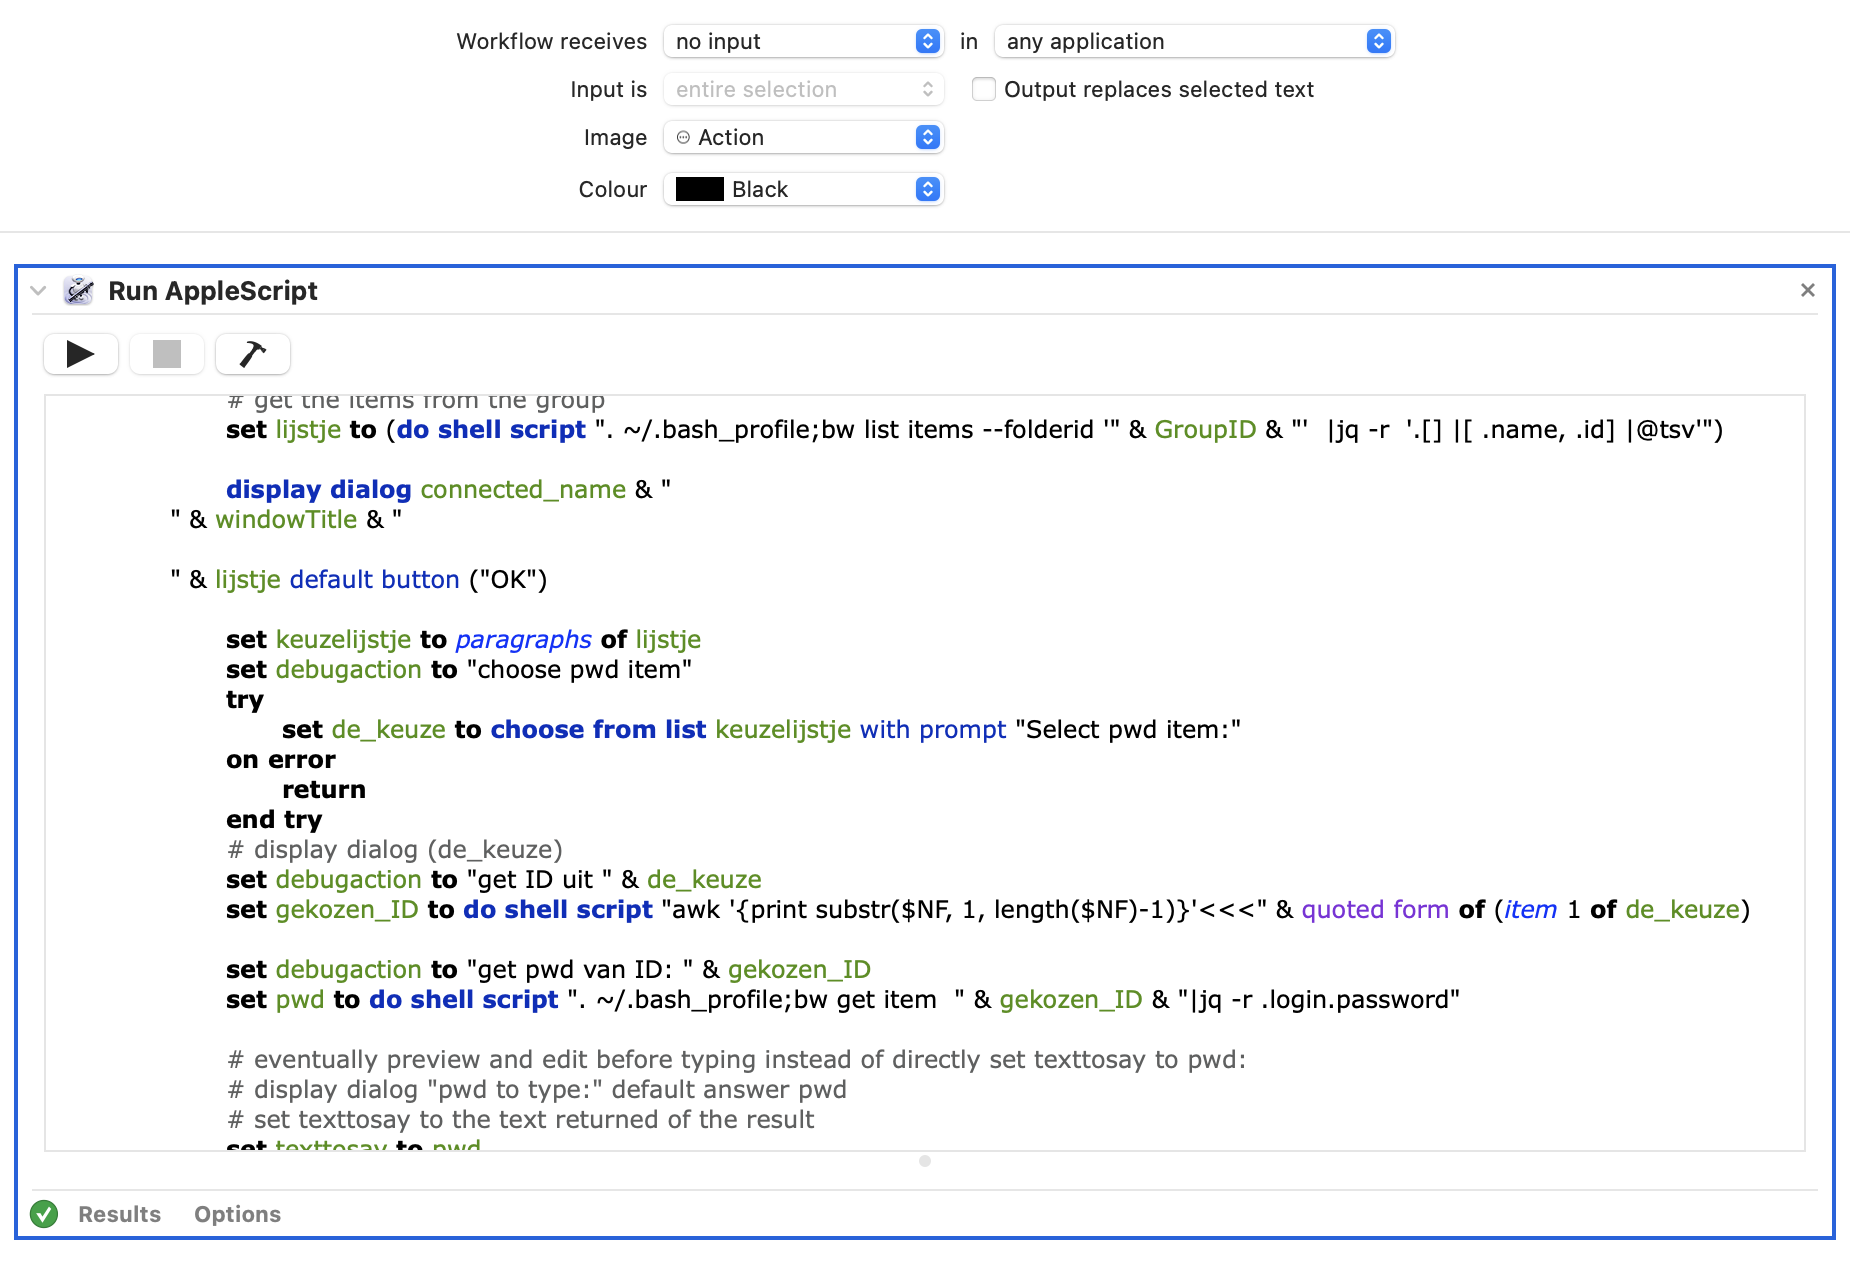 Workflow receives no input in any application
Input is entire selection Output replaces selected text
Image Action
Colour Black
Run AppleScript
# get the items from the group
set lijstje to (do shell script ". ~/.bash_profile;bw list items --folderid '" & GroupID & "'  |jq -r  '.[] |[ .name, .id] |@tsv'")
display dialog connected_name & "
" & windowTitle & "
" & lijstje default button ("OK")
set keuzelijstje to paragraphs of lijstje
set debugaction to "choose pwd item"
try
set de_keuze to choose from list keuzelijstje with prompt "Select pwd item:"
on error
return
end try
# display dialog (de_keuze)
set debugaction to "get ID uit " & de_keuze
set gekozen_ID to do shell script "awk '{print substr($NF, 1, length($NF)-1)}'<<<" & quoted form of (item 1 of de_keuze)
set debugaction to "get pwd van ID: " & gekozen_ID
set pwd to do shell script ". ~/.bash_profile;bw get item  " & gekozen_ID & "|jq -r .login.password"
# eventually preview and edit before typing instead of directly set texttosay to pwd:
# display dialog "pwd to type:" default answer pwd
# set texttosay to the text returned of the result
set texttosay to pwd
Results Options